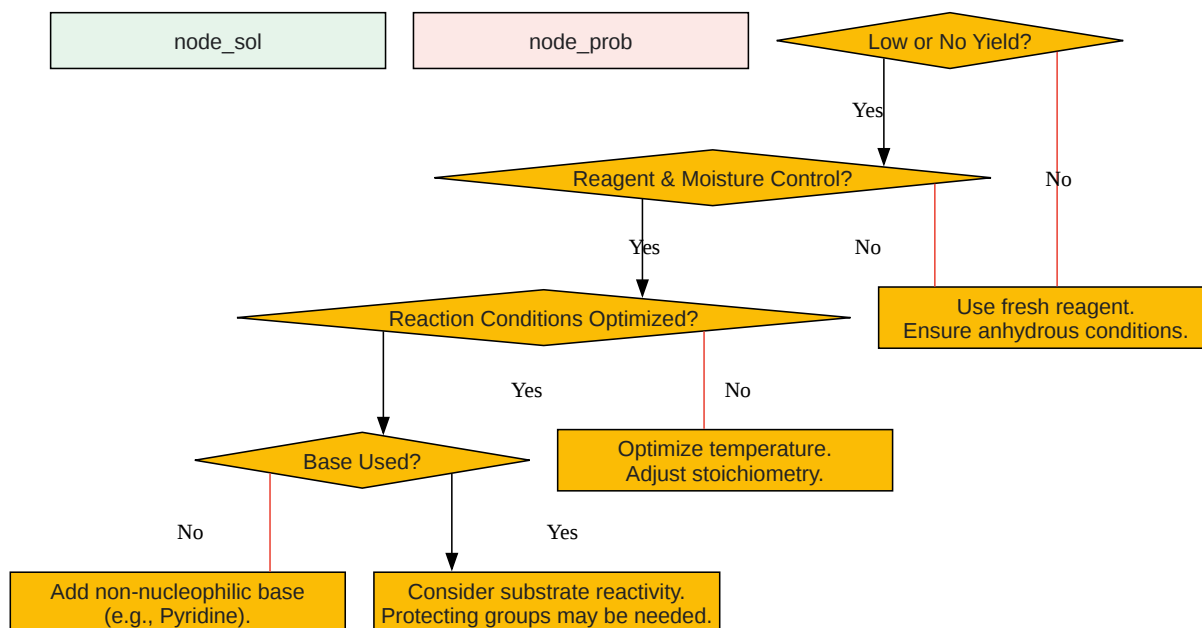 node_sol
node_prob
Low or No Yield?
Yes
Reagent & Moisture Control?
No
Yes
No
Use fresh reagent.
Ensure anhydrous conditions.
Reaction Conditions Optimized?
Yes
No
Optimize temperature.
Adjust stoichiometry.
Base Used?
No
Yes
Add non-nucleophilic base
(e.g., Pyridine).
Consider substrate reactivity.
Protecting groups may be needed.